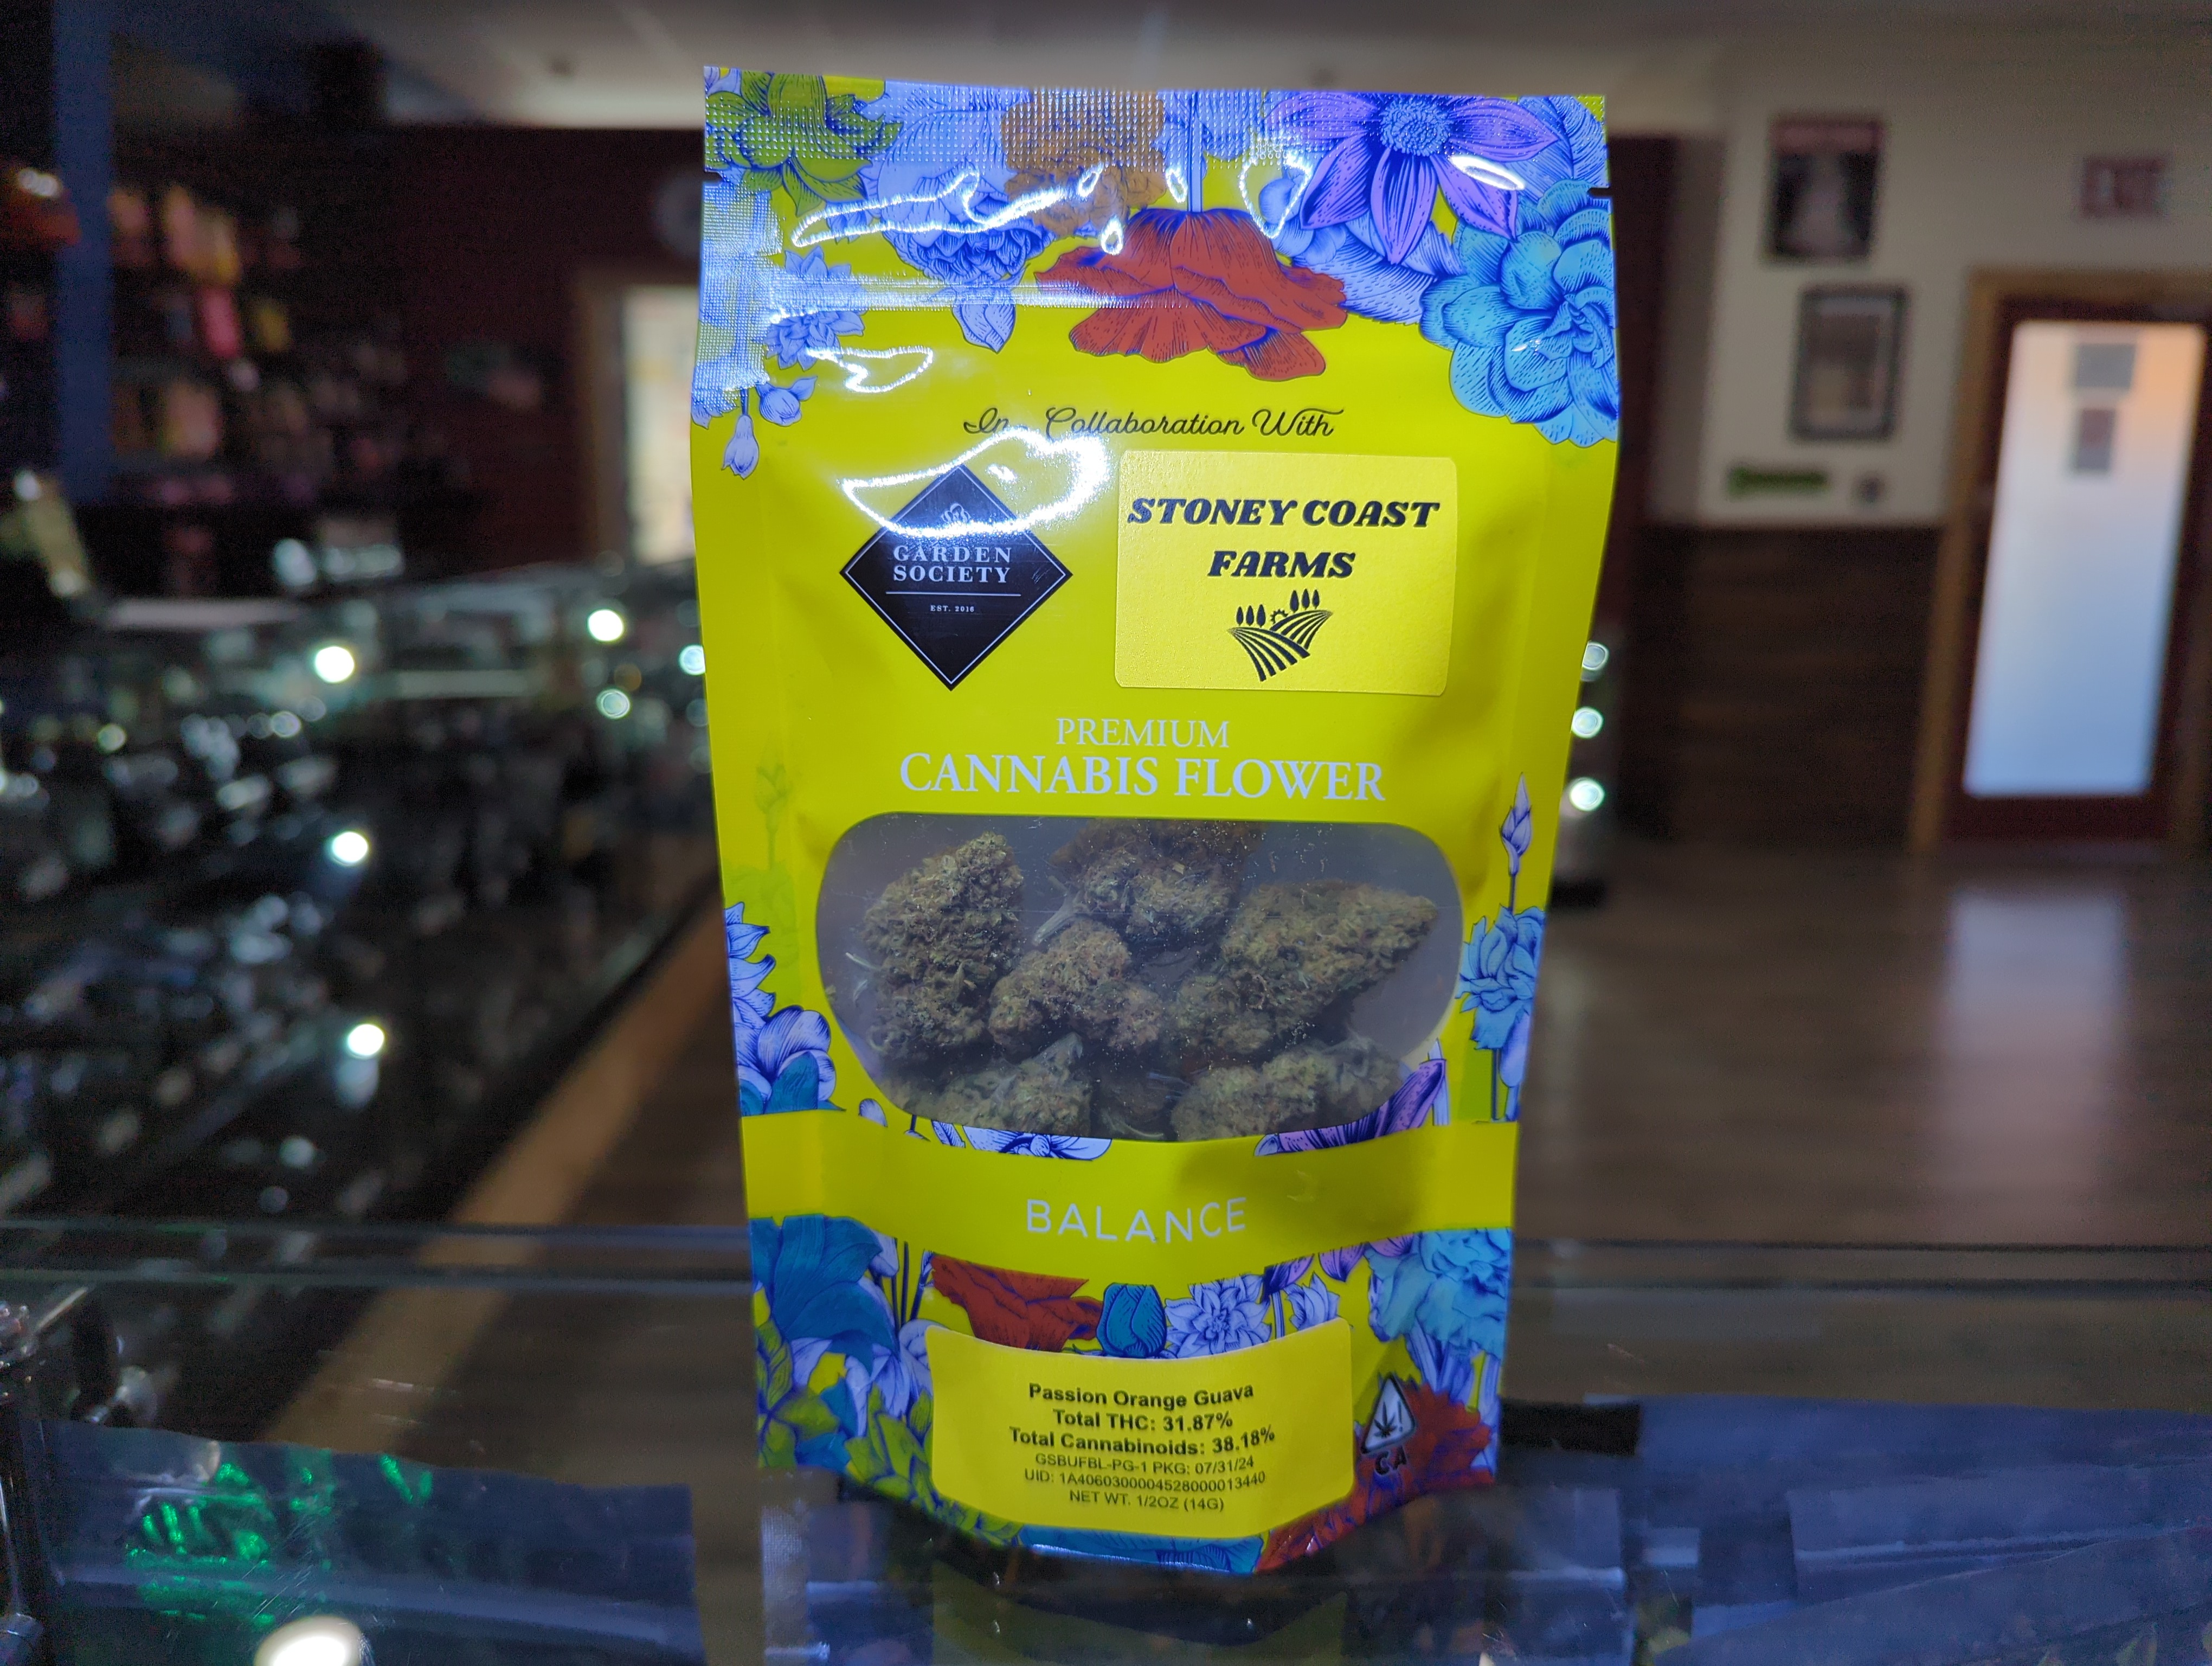 EXIT
In Collaboration With
GARDEN
SOCIETY
EST. 2016
STONEY COAST
FARMS
PREMIUM
CANNABIS FLOWER
BALANCE
Passion Orange Guava
Total THC: 31.87%
Total Cannabinoids: 38.18%
GSBUFBL-PG-1 PKG: 07/31/24
UID: 1A4060300004528000013440
NET WT. 1/2OZ (14G)
CA